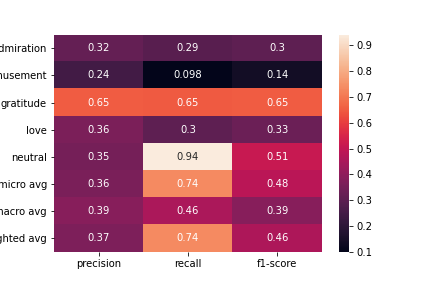 dmiration 0.32 0.29 0.3
nusement 0.24 0.098 0.14
gratitude 0.65 0.65 0.65
love 0.36 0.3 0.33
neutral 0.35 0.94 0.51
micro avg 0.36 0.74 0.48
nacro avg 0.39 0.46 0.39
ghted avg 0.37 0.74 0.46
precision recall f1-score
0.9
0.8
0.7
0.6
0.5
0.4
0.3
0.2
0.1